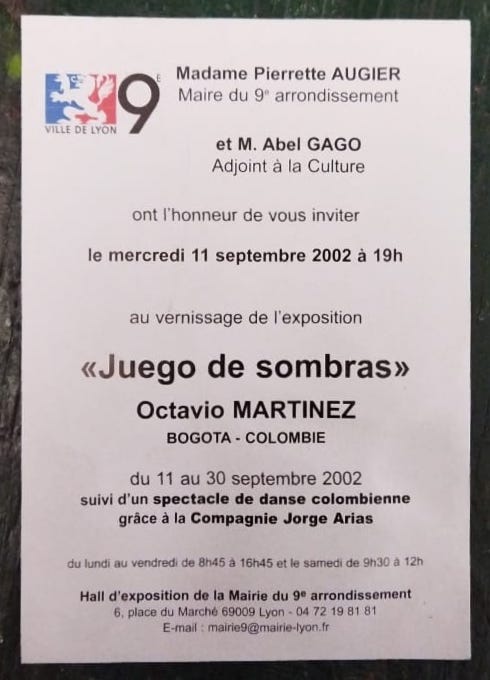 Madame Pierrette AUGIER
Maire du 9e arrondissement
VILLE DE LYON
9E
et M. Abel GAGO
Adjoint à la Culture
ont l'honneur de vous inviter
le mercredi 11 septembre 2002 à 19h
au vernissage de l'exposition
«Juego de sombras»
Octavio MARTINEZ
BOGOTA - COLOMBIE
du 11 au 30 septembre 2002
suivi d'un spectacle de danse colombienne
grâce à la Compagnie Jorge Arias
du lundi au vendredi de 8h45 à 16h45 et le samedi de 9h30 à 12h
Hall d'exposition de la Mairie du 9e arrondissement
6, place du Marché 69009 Lyon - 04 72 19 81 81
E-mail : mairie9@mairie-lyon.fr